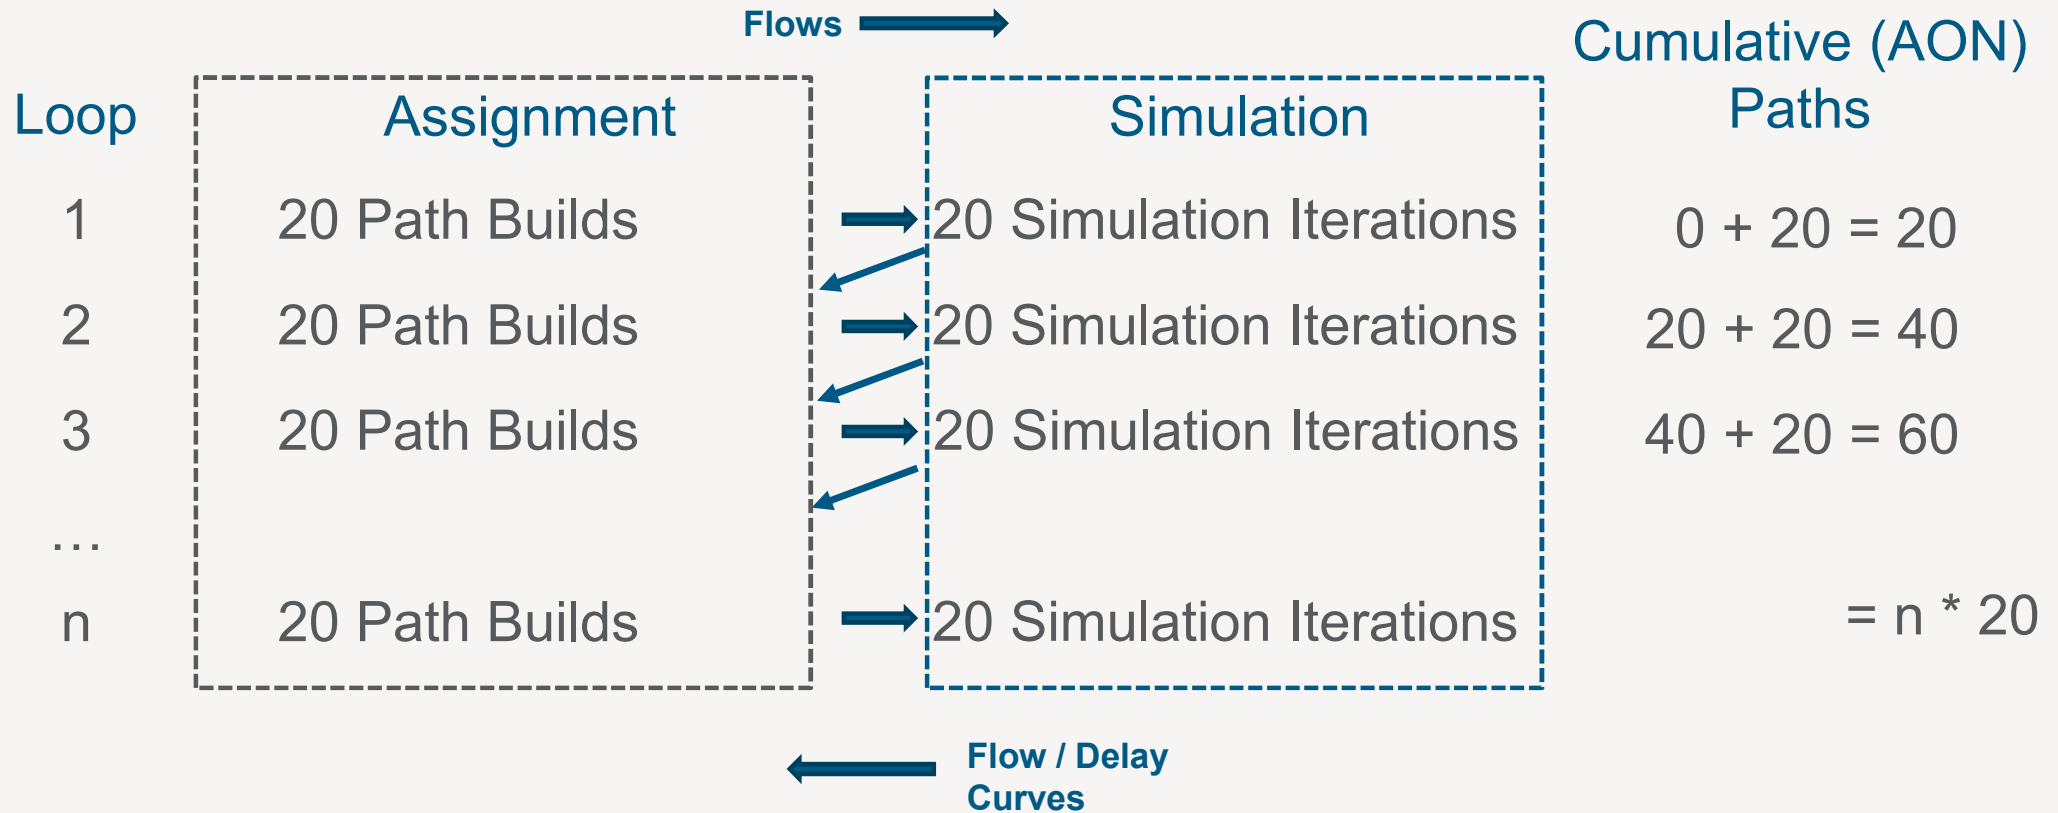 Flows
Cumulative (AON)
Paths
Loop Assignment Simulation
1 20 Path Builds 20 Simulation Iterations 0 + 20 = 20
2 20 Path Builds 20 Simulation Iterations 20 + 20 = 40
3 20 Path Builds 20 Simulation Iterations 40 + 20 = 60
…
n 20 Path Builds 20 Simulation Iterations = n * 20
Flow / Delay
Curves